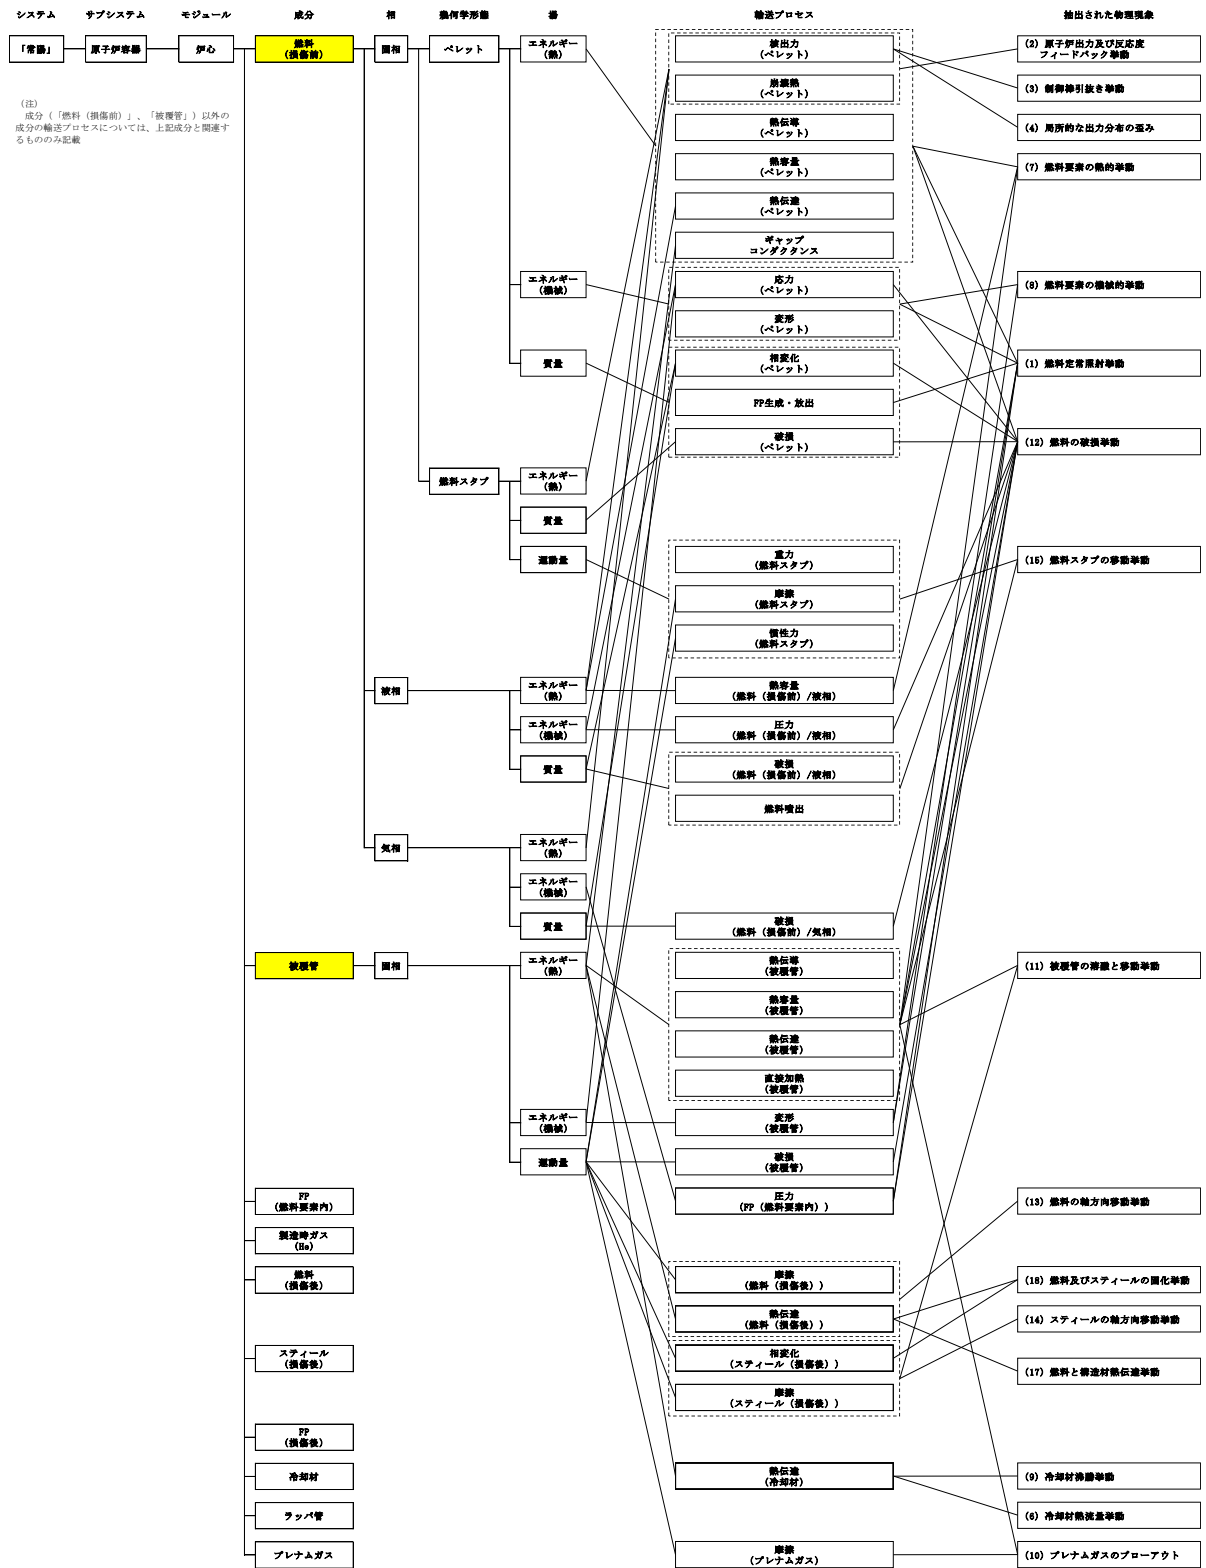 システム
サブシステム
モジュール
成分
相
幾何学形態
場
輸送プロセス
抽出された物理現象
「常陽」
原子炉容器
炉心
燃料
(損傷前)
固相
ペレット
エネルギー
(熱)
核出力
(ペレット)
(2) 原子炉出力及び反応度
フィードバック挙動
崩壊熱
(ペレット)
(3) 制御棒引抜き挙動
(注)
成分(「燃料(損傷前)」、「被覆管」)以外の
成分の輸送プロセスについては、上記成分と関連す
るもののみ記載
熱伝導
(ペレット)
(4) 局所的な出力分布の歪み
熱容量
(ペレット)
(7) 燃料要素の熱的挙動
熱伝達
(ペレット)
ギャップ
コンダクタンス
エネルギー
(機械)
応力
(ペレット)
(8) 燃料要素の機械的挙動
変形
(ペレット)
質量
相変化
(ペレット)
(1) 燃料定常照射挙動
FP生成・放出
破損
(ペレット)
(12) 燃料の破損挙動
燃料スタブ
エネルギー
(熱)
質量
運動量
重力
(燃料スタブ)
(15) 燃料スタブの移動挙動
摩擦
(燃料スタブ)
慣性力
(燃料スタブ)
液相
エネルギー
(熱)
熱容量
(燃料(損傷前)/液相)
エネルギー
(機械)
圧力
(燃料(損傷前)/液相)
質量
破損
(燃料(損傷前)/液相)
燃料噴出
気相
エネルギー
(熱)
エネルギー
(機械)
質量
破損
(燃料(損傷前)/気相)
被覆管
固相
エネルギー
(熱)
熱伝導
(被覆管)
(11) 被覆管の溶融と移動挙動
熱容量
(被覆管)
熱伝達
(被覆管)
直接加熱
(被覆管)
エネルギー
(機械)
変形
(被覆管)
運動量
破損
(被覆管)
FP
(燃料要素内)
圧力
(FP(燃料要素内))
(13) 燃料の軸方向移動挙動
製造時ガス
(He)
燃料
(損傷後)
摩擦
(燃料(損傷後))
(18) 燃料及びスティールの固化挙動
熱伝達
(燃料(損傷後))
(14) スティールの軸方向移動挙動
スティール
(損傷後)
相変化
(スティール(損傷後))
(17) 燃料と構造材熱伝達挙動
摩擦
(スティール(損傷後))
FP
(損傷後)
冷却材
熱伝達
(冷却材)
(9) 冷却材沸騰挙動
ラッパ管
(6) 冷却材熱流量挙動
プレナムガス
摩擦
(プレナムガス)
(10) プレナムガスのブローアウト